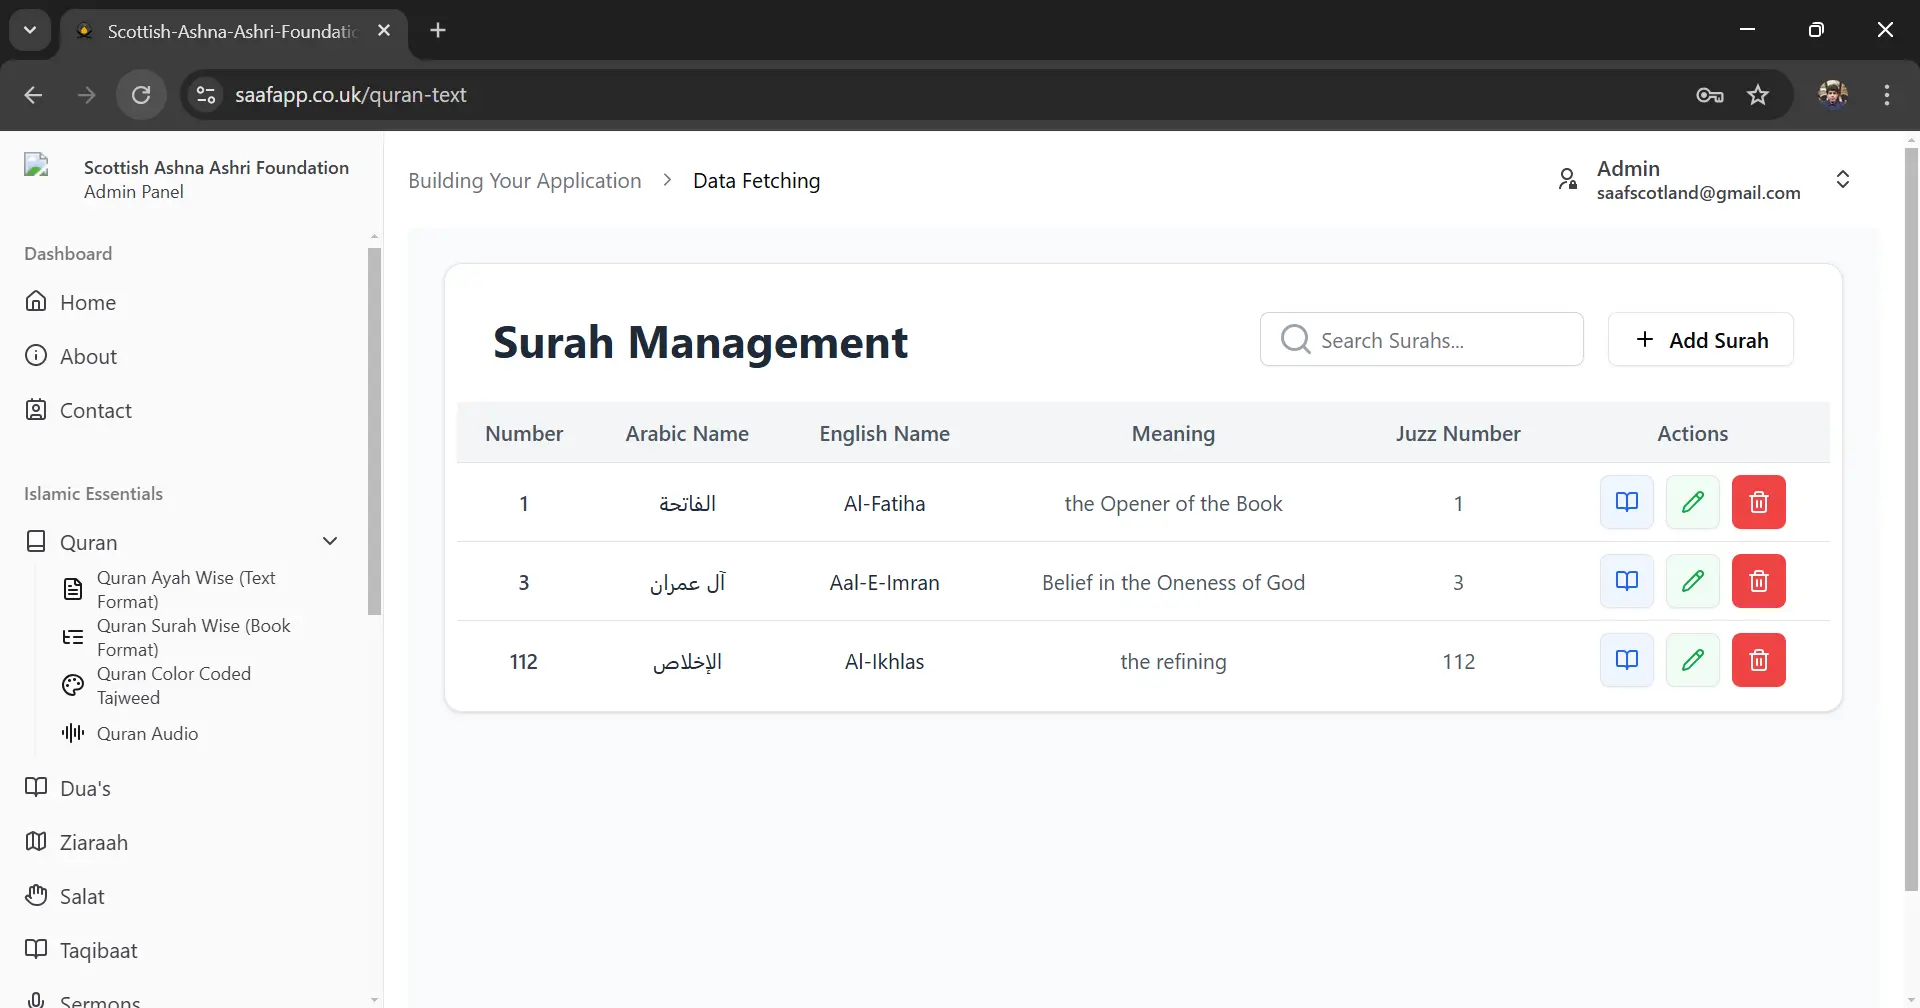 Scottish-Ashna-Ashri-Foundatic
saafapp.co.uk/quran-text
Scottish Ashna Ashri Foundation
Admin Panel
Building Your Application > Data Fetching
Admin
saafscotland@gmail.com
Dashboard
Home
About
Contact
Islamic Essentials
Quran
Quran Ayah Wise (Text
Format)
Quran Surah Wise (Book
Format)
Quran Color Coded
Tajweed
Quran Audio
Dua's
Ziaraah
Salat
Taqibaat
Sermons
Surah Management
Search Surahs...
+ Add Surah
Number Arabic Name English Name Meaning Juzz Number Actions
1 الفاتحة Al-Fatiha the Opener of the Book 1
3 آل عمران Aal-E-Imran Belief in the Oneness of God 3
112 الإخلاص Al-Ikhlas the refining 112